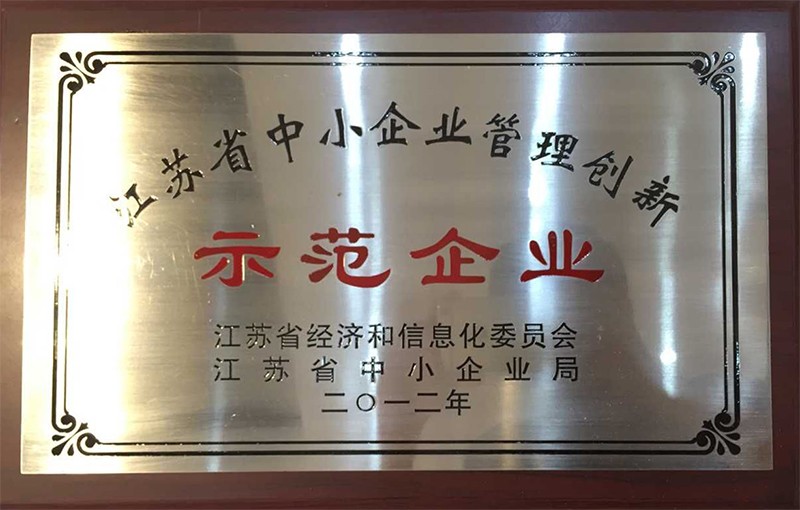 江苏省中小企业管理创新
示范企业
江苏省经济和信息化委员会
江苏省中小企业局
二〇一二年